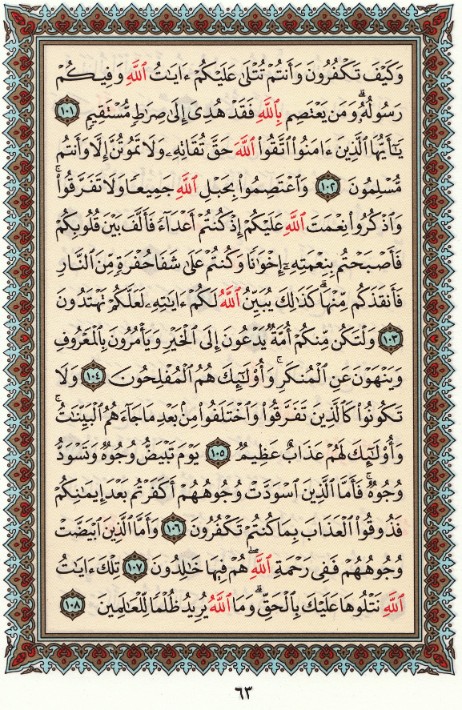 وَكَيْفَ تَكْفُرُونَ وَأَنتُمْ تُتْلَىٰ عَلَيْكُمْ ءَايَٰتُ ٱللَّهِ وَفِيكُمْ
رَسُولُهُۥ ۗ وَمَن يَعْتَصِم بِٱللَّهِ فَقَدْ هُدِىَ إِلَىٰ صِرَٰطٍ مُّسْتَقِيمٍ ١٠١
يَٰٓأَيُّهَا ٱلَّذِينَ ءَامَنُوا۟ ٱتَّقُوا۟ ٱللَّهَ حَقَّ تُقَاتِهِۦ وَلَا تَمُوتُنَّ إِلَّا وَأَنتُم
مُّسْلِمُونَ ١٠٢ وَٱعْتَصِمُوا۟ بِحَبْلِ ٱللَّهِ جَمِيعًا وَلَا تَفَرَّقُوا۟ ۚ
وَٱذْكُرُوا۟ نِعْمَتَ ٱللَّهِ عَلَيْكُمْ إِذْ كُنتُمْ أَعْدَآءً فَأَلَّفَ بَيْنَ قُلُوبِكُمْ
فَأَصْبَحْتُم بِنِعْمَتِهِۦٓ إِخْوَٰنًا وَكُنتُمْ عَلَىٰ شَفَا حُفْرَةٍ مِّنَ ٱلنَّارِ
فَأَنقَذَكُم مِّنْهَا ۗ كَذَٰلِكَ يُبَيِّنُ ٱللَّهُ لَكُمْ ءَايَٰتِهِۦ لَعَلَّكُمْ تَهْتَدُونَ
١٠٣ وَلْتَكُن مِّنكُمْ أُمَّةٌ يَدْعُونَ إِلَى ٱلْخَيْرِ وَيَأْمُرُونَ بِٱلْمَعْرُوفِ
وَيَنْهَوْنَ عَنِ ٱلْمُنكَرِ ۚ وَأُو۟لَٰٓئِكَ هُمُ ٱلْمُفْلِحُونَ ١٠٤ وَلَا
تَكُونُوا۟ كَٱلَّذِينَ تَفَرَّقُوا۟ وَٱخْتَلَفُوا۟ مِنۢ بَعْدِ مَا جَآءَهُمُ ٱلْبَيِّنَٰتُ ۚ
وَأُو۟لَٰٓئِكَ لَهُمْ عَذَابٌ عَظِيمٌ ١٠٥ يَوْمَ تَبْيَضُّ وُجُوهٌ وَتَسْوَدُّ
وُجُوهٌ ۚ فَأَمَّا ٱلَّذِينَ ٱسْوَدَّتْ وُجُوهُهُمْ أَكَفَرْتُم بَعْدَ إِيمَٰنِكُمْ
فَذُوقُوا۟ ٱلْعَذَابَ بِمَا كُنتُمْ تَكْفُرُونَ ١٠٦ وَأَمَّا ٱلَّذِينَ ٱبْيَضَّتْ
وُجُوهُهُمْ فَفِى رَحْمَةِ ٱللَّهِ ۖ هُمْ فِيهَا خَٰلِدُونَ ١٠٧ تِلْكَ ءَايَٰتُ
ٱللَّهِ نَتْلُوهَا عَلَيْكَ بِٱلْحَقِّ ۗ وَمَا ٱللَّهُ يُرِيدُ ظُلْمًا لِّلْعَٰلَمِينَ ١٠٨
٦٣